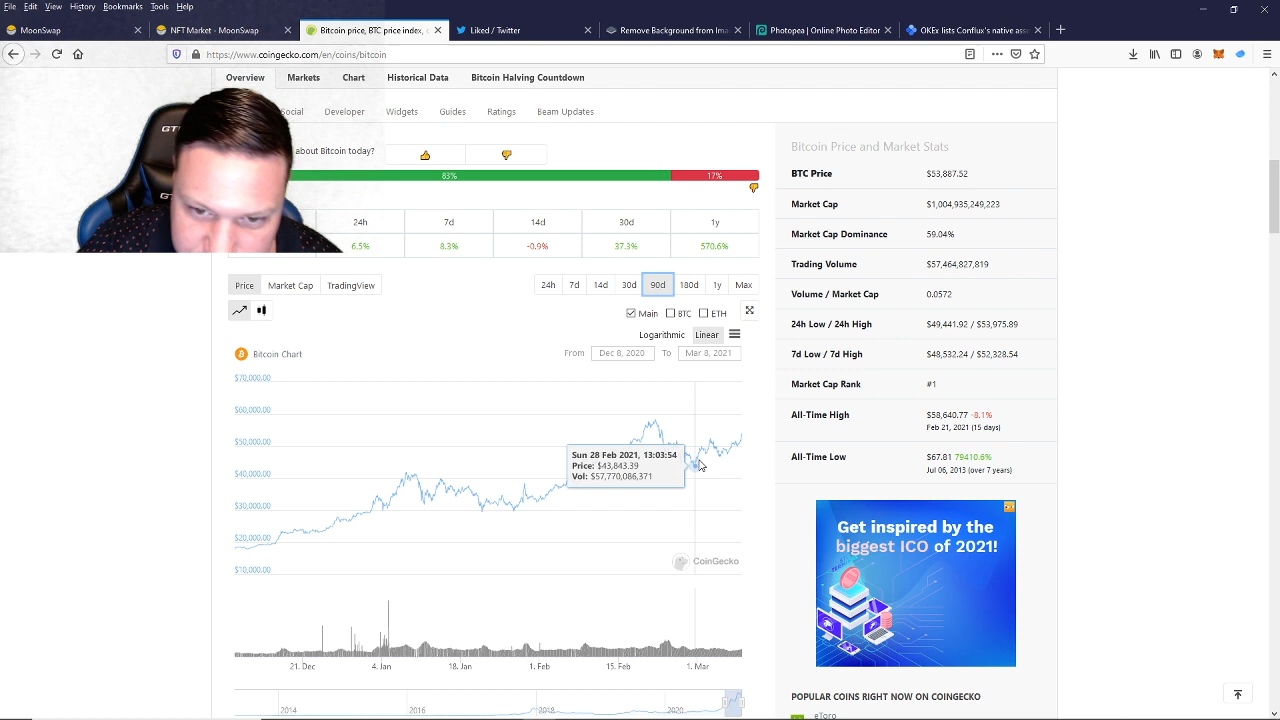 File Edit View History Bookmarks Tools Help
MoonSwap
NFT Market - MoonSwap
Bitcoin price, BTC price index, c
Liked / Twitter
Remove Background from Ima
Photopea | Online Photo Editor
OKEx lists Conflux's native asse
https://www.coingecko.com/en/coins/bitcoin
Overview Markets Chart Historical Data Bitcoin Halving Countdown
Social Developer Widgets Guides Ratings Beam Updates
about Bitcoin today?
83% 17%
24h 7d 14d 30d 1y
6.5% 8.3% -0.9% 37.3% 570.6%
Price Market Cap TradingView
24h 7d 14d 30d 90d 180d 1y Max
Main BTC ETH
Logarithmic Linear
Bitcoin Chart
From Dec 8, 2020 To Mar 8, 2021
$70,000.00
$60,000.00
$50,000.00
$40,000.00
$30,000.00
$20,000.00
$10,000.00
Sun 28 Feb 2021, 13:03:54
Price: $43,843.39
Vol: $57,770,086,371
CoinGecko
21. Dec 4. Jan 18. Jan 1. Feb 15. Feb 1. Mar
2014 2016 2018 2020
Bitcoin Price and Market Stats
BTC Price $53,887.52
Market Cap $1,004,935,249,223
Market Cap Dominance 59.04%
Trading Volume $57,464,827,819
Volume / Market Cap 0.0572
24h Low / 24h High $49,441.92 / $53,975.89
7d Low / 7d High $48,532.24 / $52,328.54
Market Cap Rank #1
All-Time High $58,640.77 -8.1%
Feb 21, 2021 (15 days)
All-Time Low $67.81 79410.6%
Jul 06, 2013 (over 7 years)
Get inspired by the
biggest ICO of 2021!
POPULAR COINS RIGHT NOW ON COINGECKO
eToro